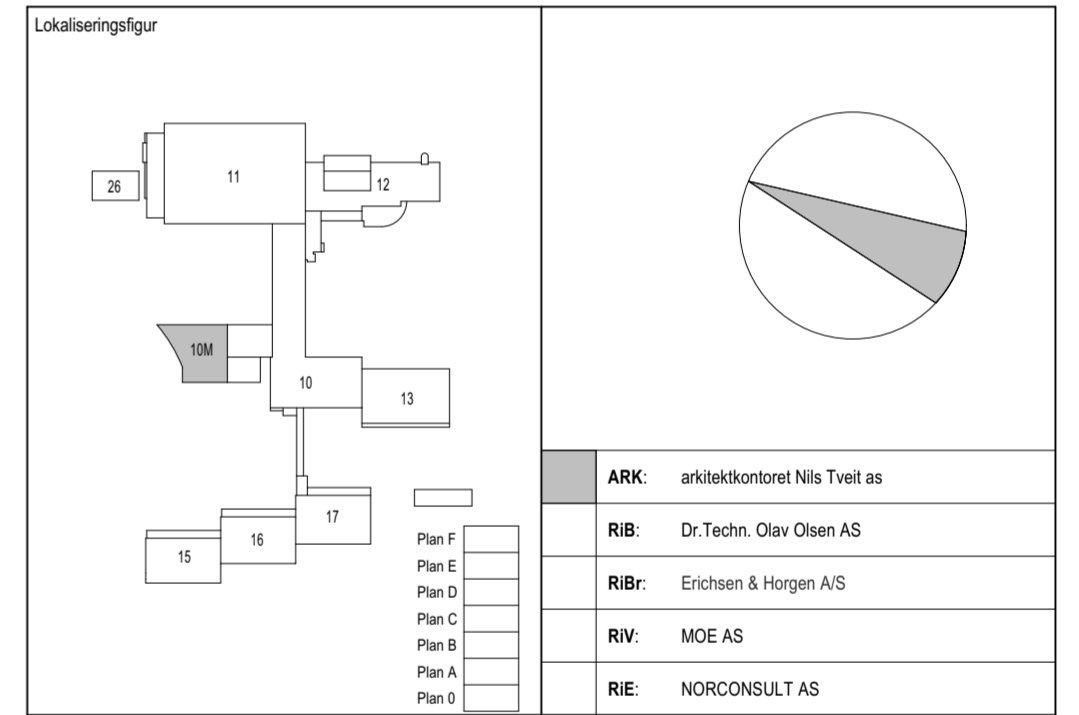 Lokaliseringsfigur
11
12
26
10M
10
13
17
16
15
Plan F
Plan E
Plan D
Plan C
Plan B
Plan A
Plan 0
ARK: arkitektkontoret Nils Tveit as
RiB: Dr.Techn. Olav Olsen AS
RiBr: Erichsen & Horgen A/S
RiV: MOE AS
RiE: NORCONSULT AS